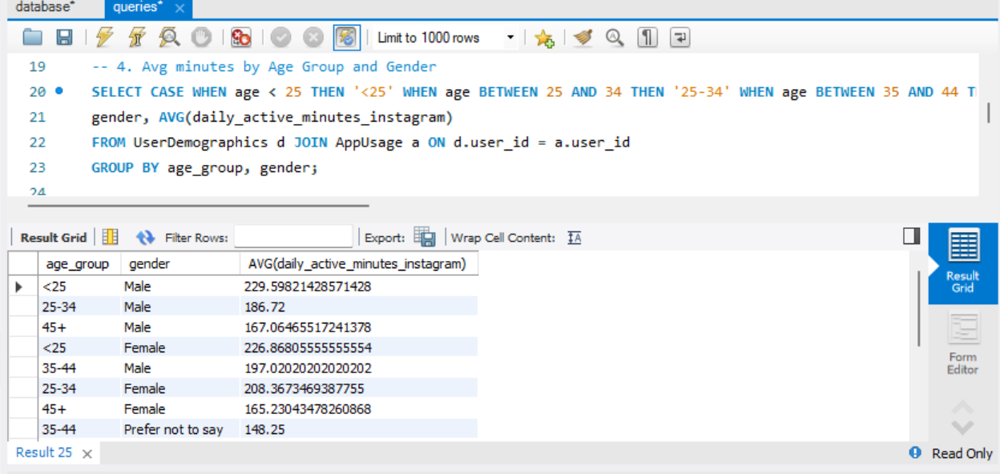 database* queries* ×
Limit to 1000 rows
19 -- 4. Avg minutes by Age Group and Gender
20 SELECT CASE WHEN age < 25 THEN '<25' WHEN age BETWEEN 25 AND 34 THEN '25-34' WHEN age BETWEEN 35 AND 44 T
21 gender, AVG(daily_active_minutes_instagram)
22 FROM UserDemographics d JOIN AppUsage a ON d.user_id = a.user_id
23 GROUP BY age_group, gender;
24
Result Grid Filter Rows: Export: Wrap Cell Content:
age_group gender AVG(daily_active_minutes_instagram)
<25 Male 229.59821428571428
25-34 Male 186.72
45+ Male 167.06465517241378
<25 Female 226.86805555555554
35-44 Male 197.02020202020202
25-34 Female 208.3673469387755
45+ Female 165.23043478260868
35-44 Prefer not to say 148.25
Result
Grid
Form
Editor
Result 25 × Read Only